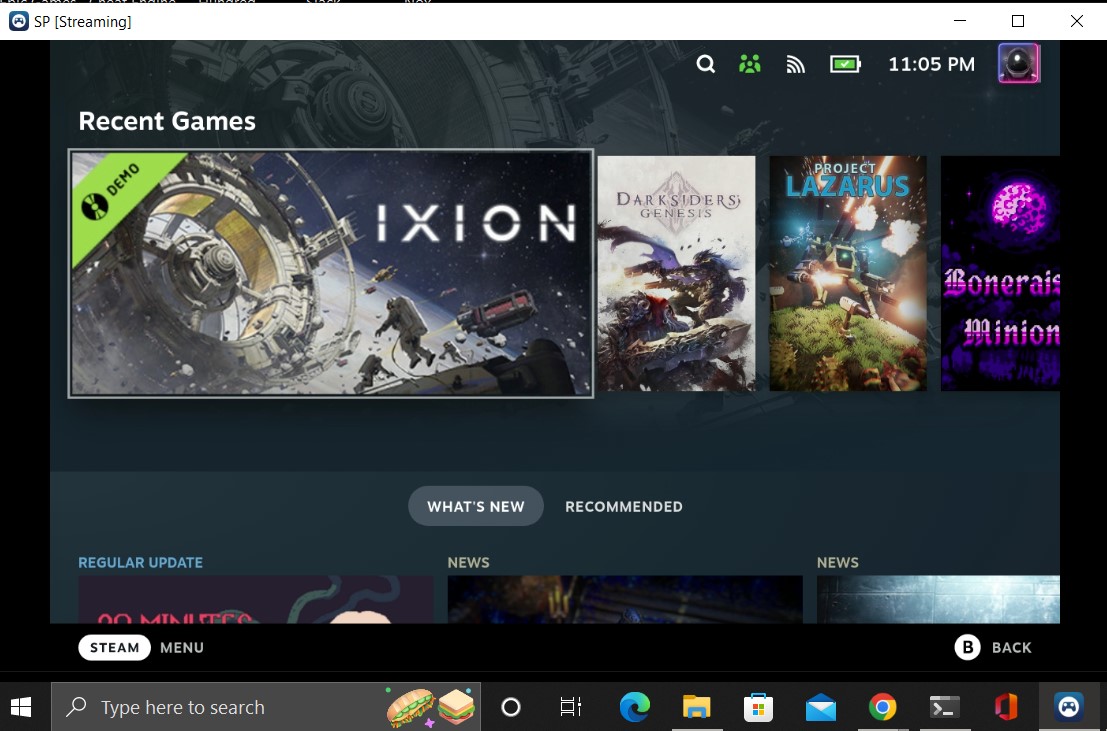 SP [Streaming]
11:05 PM
Recent Games
DEMO
IXION
DARKSIDERS
GENESIS
PROJECT
LAZARUS
Bonerais
Minion
WHAT'S NEW
RECOMMENDED
REGULAR UPDATE
NEWS
NEWS
MINUTES
STEAM
MENU
B
BACK
Type here to search